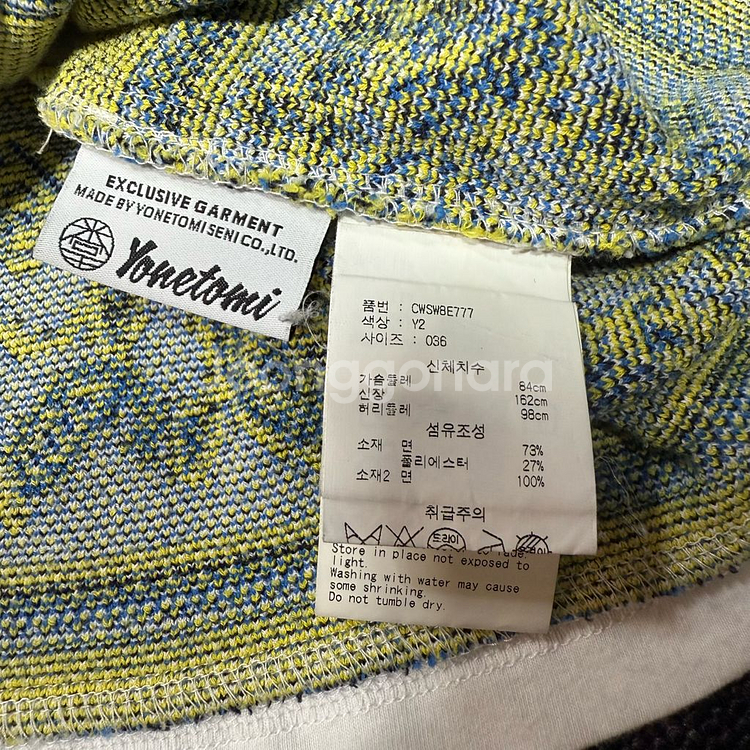 EXCLUSIVE GARMENT
MADE BY YONETOMI SENI CO., LTD.
Yonetomi
품번 : CWSW8E777
색상 : Y2
사이즈 : 036
신체치수
가슴둘레 84cm
신장 162cm
허리둘레 98cm
섬유조성
소재 면 73%
폴리에스터 27%
소재2 면 100%
취급주의
드라이
Store in place not exposed to
light.
Washing with water may cause
some shrinking.
Do not tumble dry.